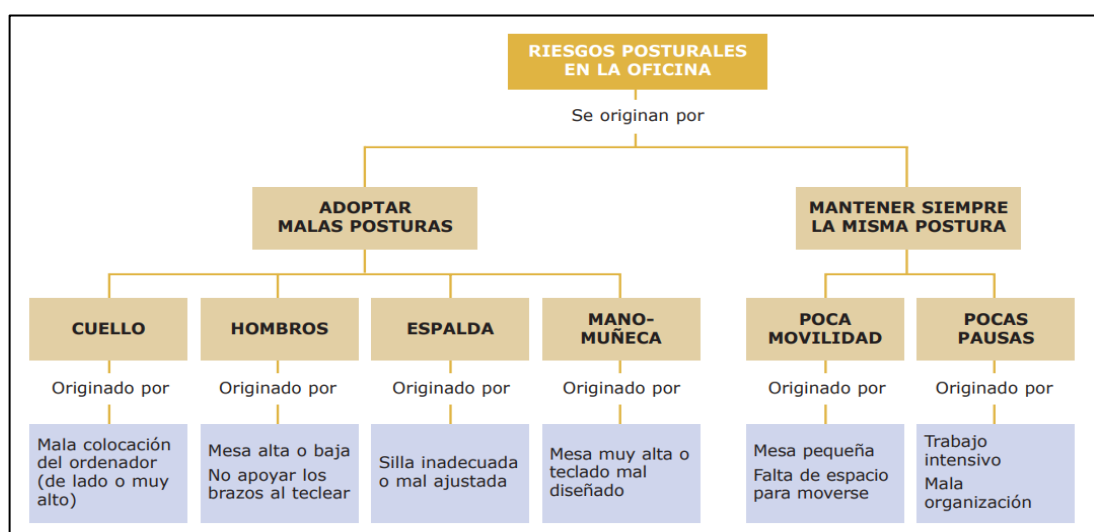 RIESGOS POSTURALES
EN LA OFICINA
Se originan por
ADOPTAR
MALAS POSTURAS
MANTENER SIEMPRE
LA MISMA POSTURA
CUELLO
HOMBROS
ESPALDA
MANO-
MUÑECA
POCA
MOVILIDAD
POCAS
PAUSAS
Originado por
Originado por
Originado por
Originado por
Originado por
Originado por
Mala colocación
del ordenador
(de lado o muy
alto)
Mesa alta o baja
No apoyar los
brazos al teclear
Silla inadecuada
o mal ajustada
Mesa muy alta o
teclado mal
diseñado
Mesa pequeña
Falta de espacio
para moverse
Trabajo
intensivo
Mala
organización